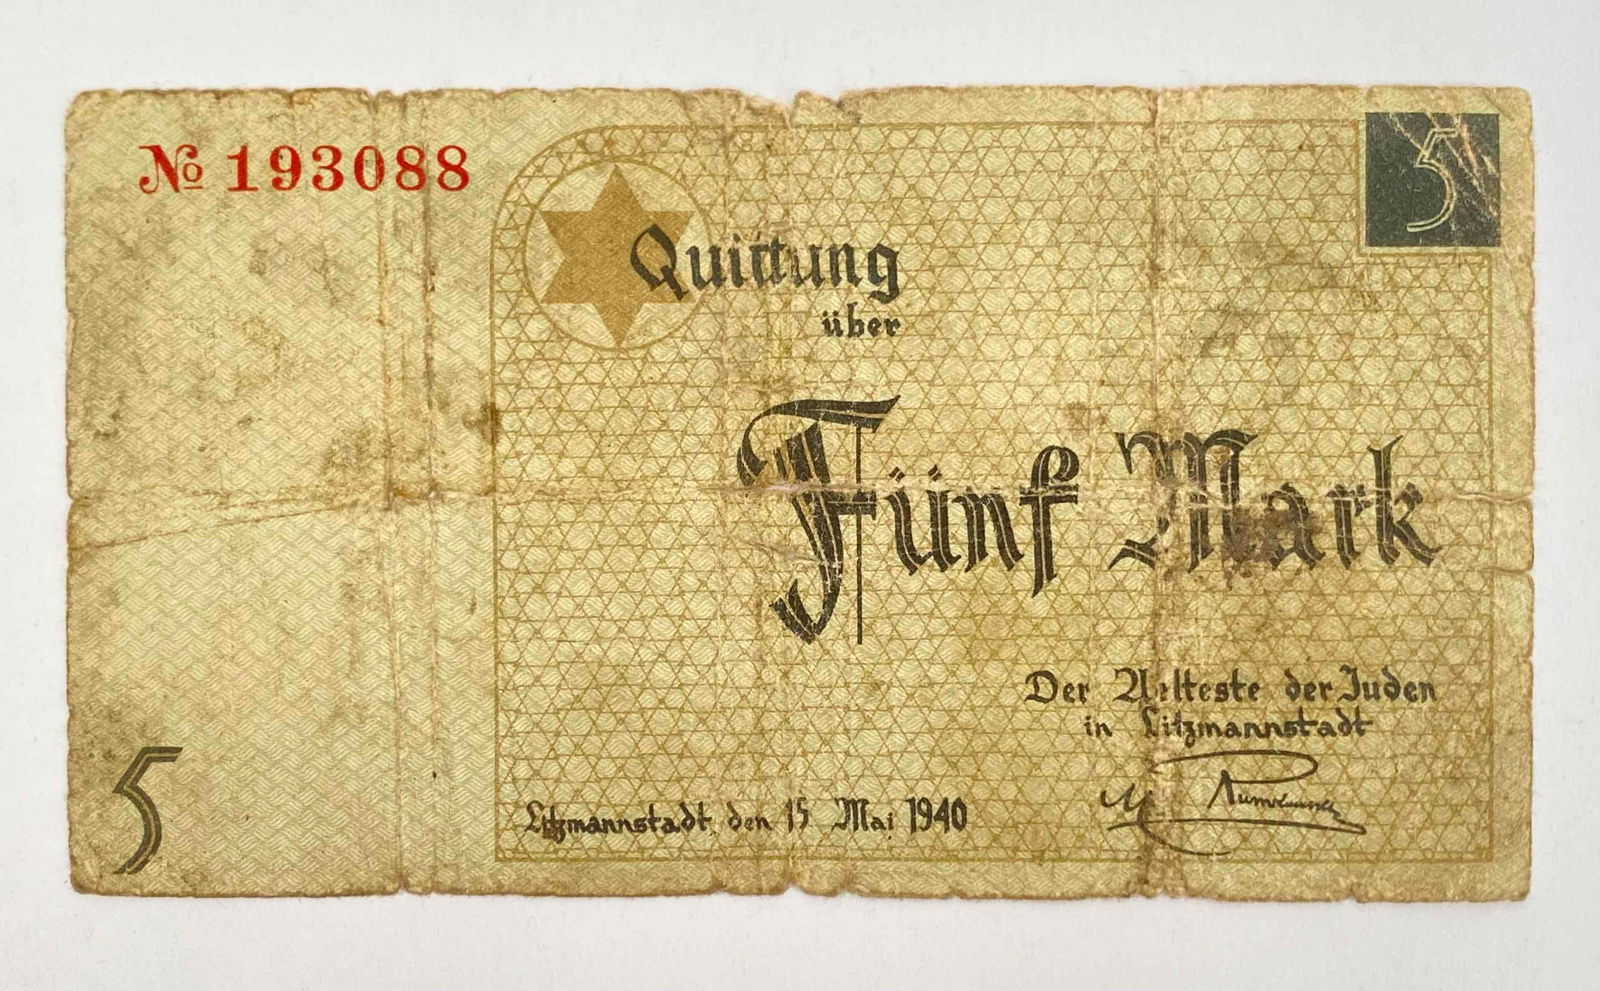 № 193088
5
Quittung
über
Fünf Mark
Der Aelteste der Juden
in Litzmannstadt
Litzmannstadt, den 15. Mai 1940
5